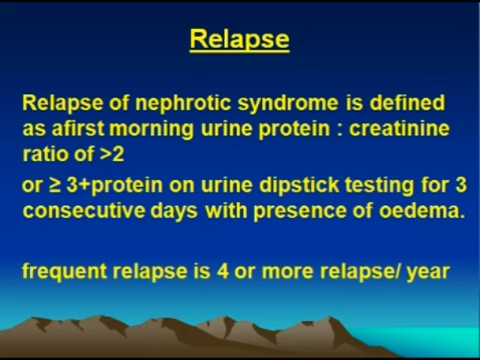 Relapse
Relapse of nephrotic syndrome is defined
as afirst morning urine protein : creatinine
ratio of >2
or ≥ 3+protein on urine dipstick testing for 3
consecutive days with presence of oedema.
frequent relapse is 4 or more relapse/ year